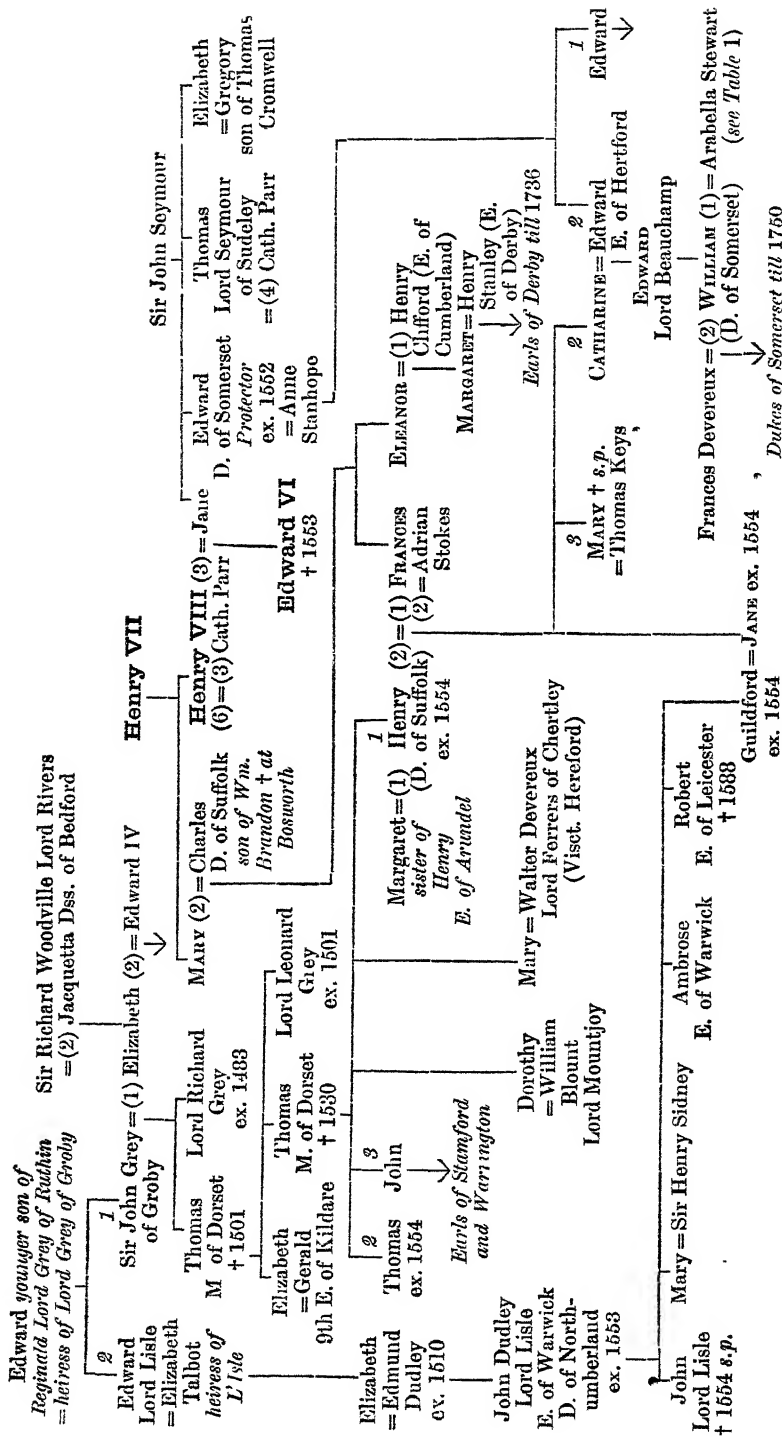 Edward younger son of
Reginald Lord Grey of Ruthin
= heiress of Lord Grey of Groby
Sir Richard Woodville Lord Rivers
=(2) Jacquetta Dss. of Bedford
2
Edward
Lord Lisle
= Elizabeth
Talbot
heiress of
L'Isle
1
Sir John Grey=(1) Elizabeth (2)=Edward IV
of Groby
Henry VII
Sir John Seymour
Thomas
M of Dorset
† 1501
Lord Richard
Grey
ex. 1483
MARY (2)=Charles
D. of Suffolk
son of Wm.
Brandon † at
Bosworth
Henry VIII (3)=Jane
(6)=(3) Cath. Parr
Edward
D. of Somerset
Protector
ex. 1552
= Anne
Stanhope
Thomas
Lord Seymour
of Sudeley
=(4) Cath. Parr
Elizabeth
=Gregory
son of Thomas
Cromwell
Edward VI
† 1553
Elizabeth
=Gerald
9th E. of Kildare
Thomas
M. of Dorset
† 1530
Lord Leonard
Grey
ex. 1501
Elizabeth
= Edmund
Dudley
ex. 1510
2
Thomas
ex. 1554
3
John
Earls of Stamford
and Warrington
1
Margaret=(1) Henry (2)=(1) FRANCES
sister of (D. of Suffolk) (2)=Adrian
Henry ex. 1554 Stokes
E. of Arundel
ELEANOR=(1) Henry
Clifford (E. of
Cumberland)
MARGARET=Henry
Stanley (E.
of Derby)
Earls of Derby till 1736
John Dudley
Lord Lisle
E. of Warwick
D. of North-
umberland
ex. 1553
Dorothy
= William
Blount
Lord Mountjoy
Mary=Walter Devereux
Lord Ferrers of Chertley
(Visct. Hereford)
3
MARY † s.p.
=Thomas Keys
2 2
CATHARINE=Edward
E. of Hertford
1
Edward
EDWARD
Lord Beauchamp
John
Lord Lisle
† 1554 s.p.
Mary=Sir Henry Sidney
Ambrose
E. of Warwick
Robert
E. of Leicester
† 1588
Guildford=JANE ex. 1554
ex. 1554
Frances Devereux=(2) WILLIAM (1)=Arabella Stewart
(D. of Somerset) (see Table 1)
Dukes of Somerset till 1750